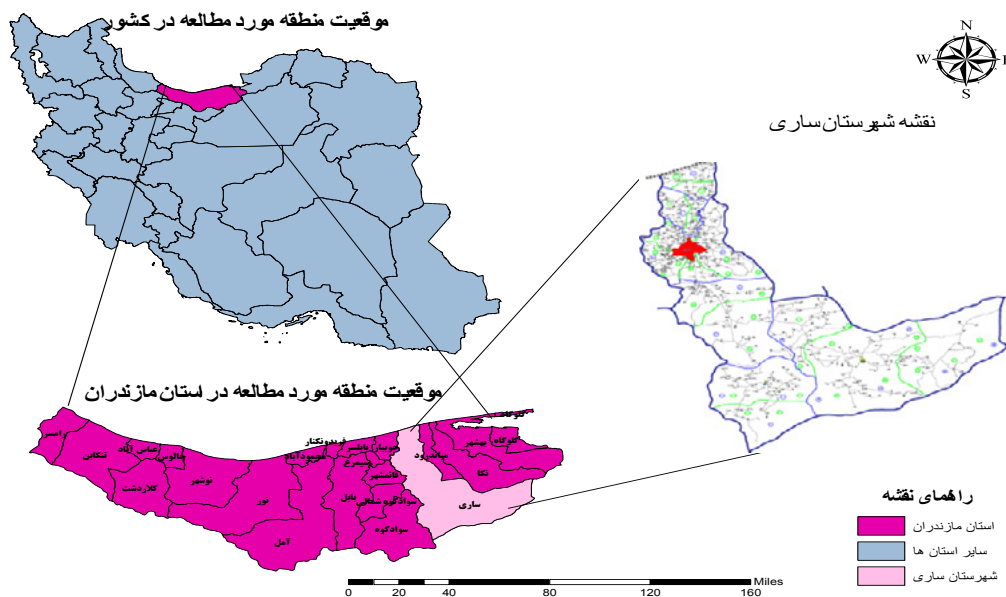 موقعیت منطقه مورد مطالعه در کشور
N
W E
S
نقشه شهرستان ساری
موقعیت منطقه مورد مطالعه در استان مازندران
رامسر
تنکابن
عباس آباد
چالوس
کلاردشت
نوشهر
نور
آمل
محمودآباد
فریدونکنار
بابلسر
بابل
جویبار
سیمرغ
قائمشهر
سوادکوه شمالی
سوادکوه
ساری
میاندرود
نکا
بهشهر
گلوگاه
گلوگاه
راهمای نقشه
استان مازندران
سایر استان ها
شهرستان ساری
Miles
0 20 40 80 120 160